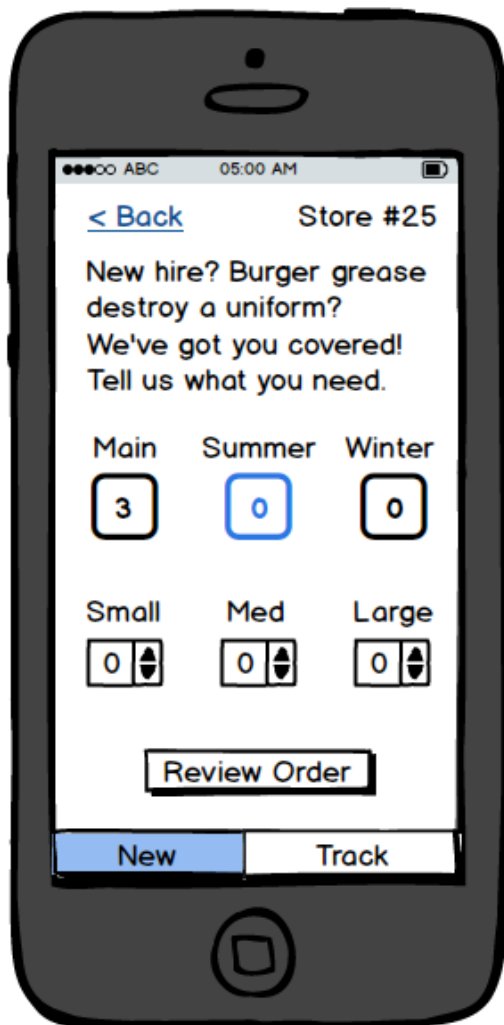 ABC 05:00 AM
< Back Store #25
New hire? Burger grease
destroy a uniform?
We've got you covered!
Tell us what you need.
Main Summer Winter
3 0 0
Small Med Large
0 0 0
Review Order
New Track